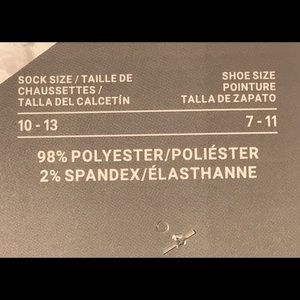 SOCK SIZE / TAILLE DE
CHAUSSETTES /
TALLA DEL CALCETÍN
10 - 13
SHOE SIZE
POINTURE
TALLA DE ZAPATO
7 - 11
98% POLYESTER/POLIÉSTER
2% SPANDEX/ÉLASTHANNE